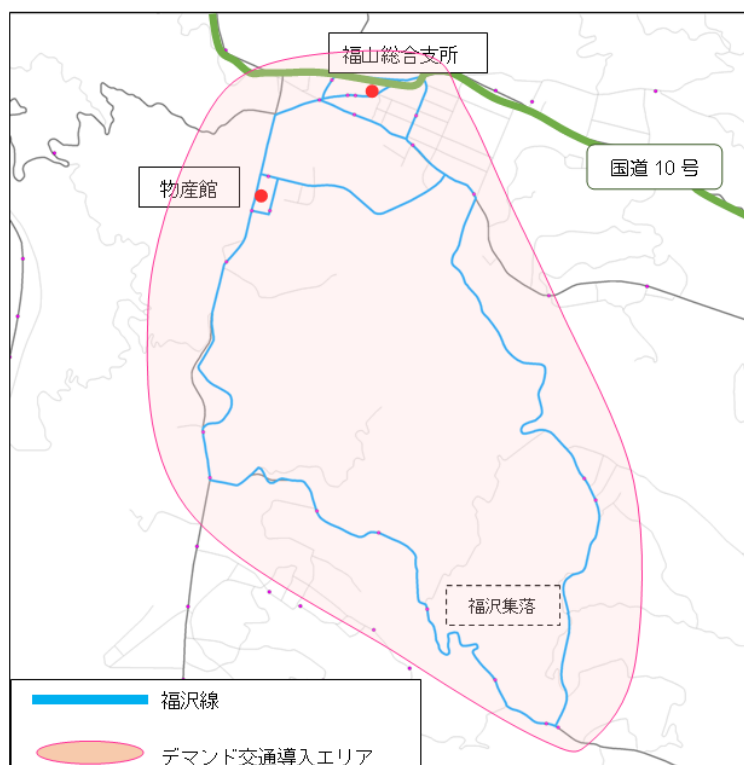 福山総合支所
国道 10 号
物産館
福沢集落
福沢線
デマンド交通導入エリア